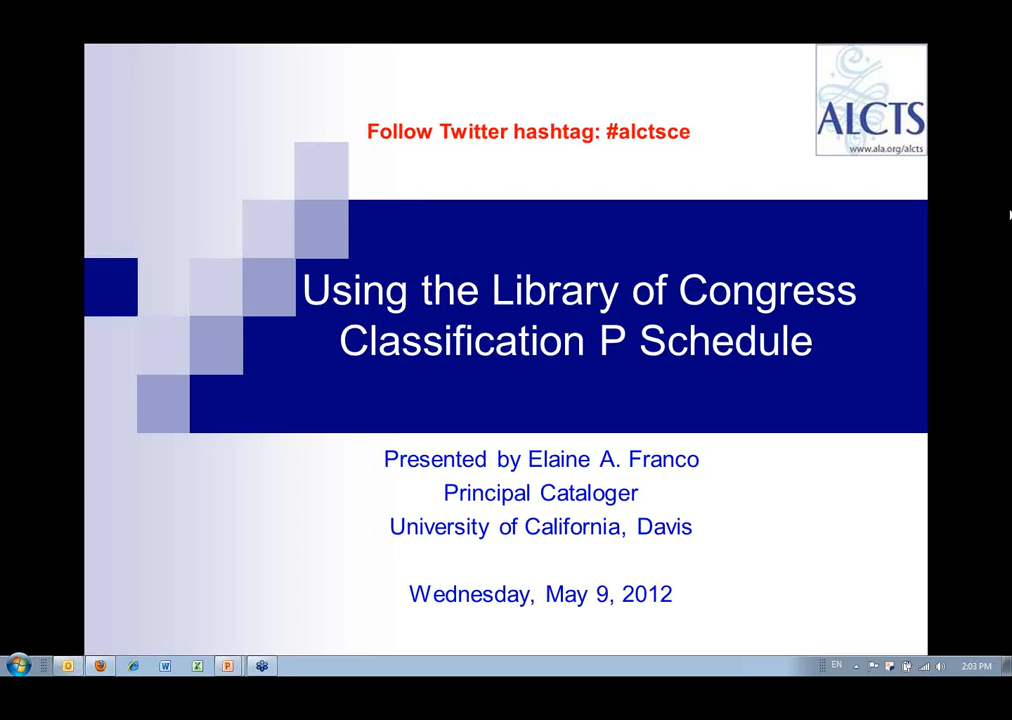 Follow Twitter hashtag: #alctsce
ALCTS
www.ala.org/alcts
Using the Library of Congress
Classification P Schedule
Presented by Elaine A. Franco
Principal Cataloger
University of California, Davis
Wednesday, May 9, 2012
EN
2:03 PM